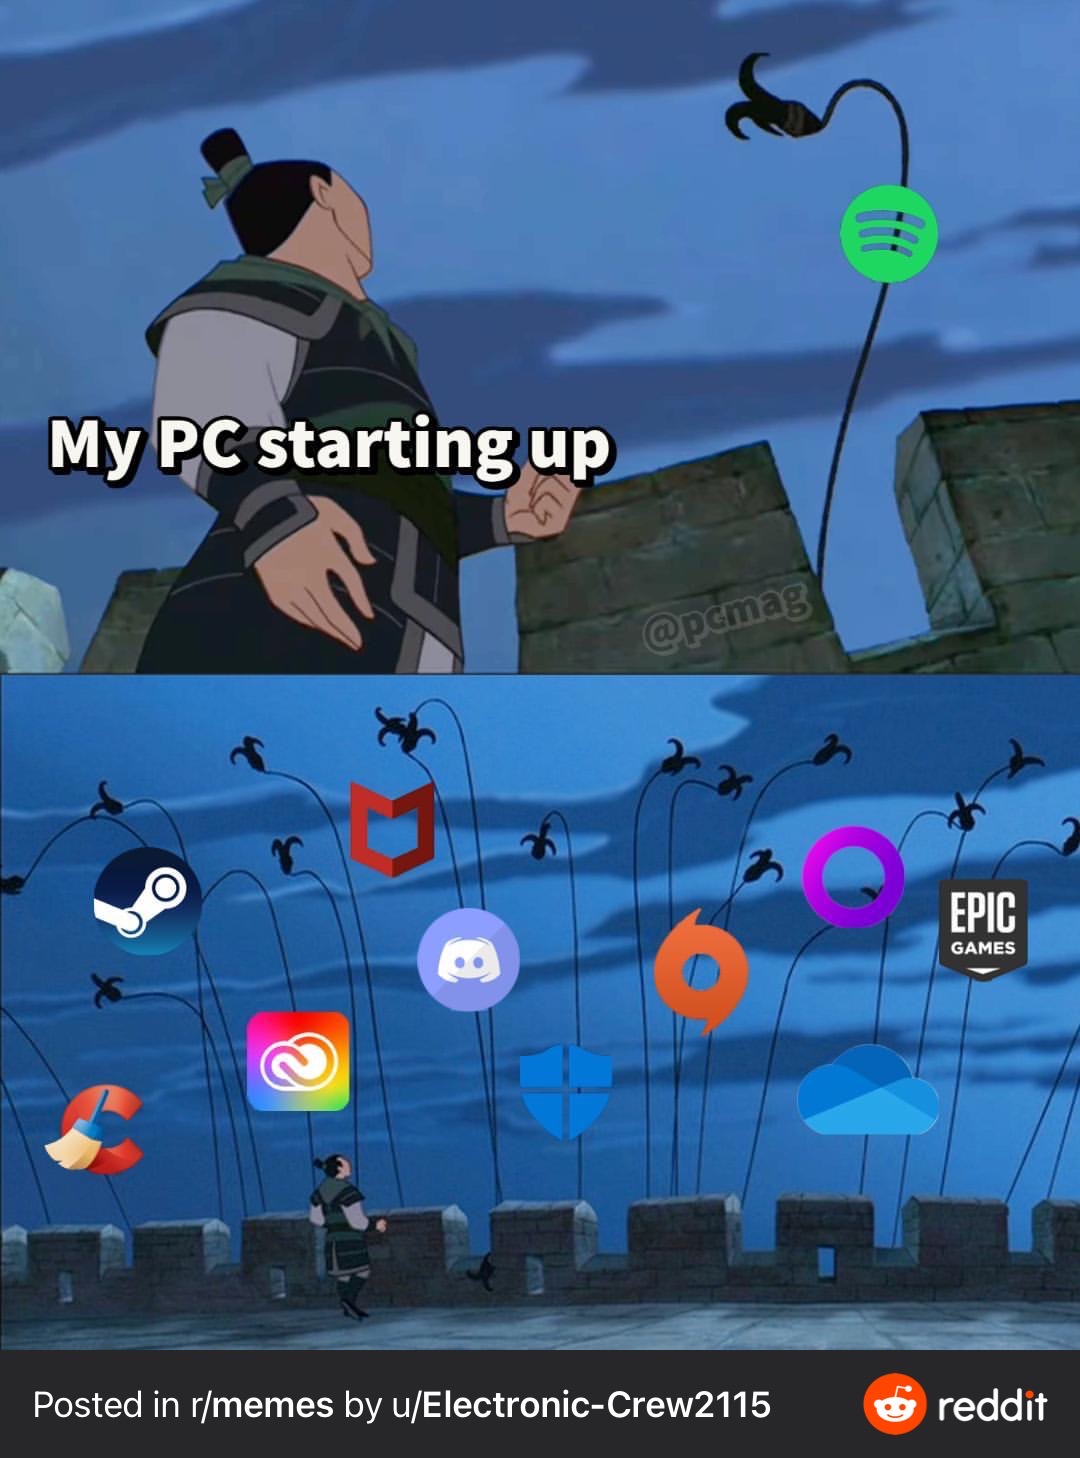 My PC starting up
@pcmag
EPIC
GAMES
Posted in r/memes by u/Electronic-Crew2115
reddit